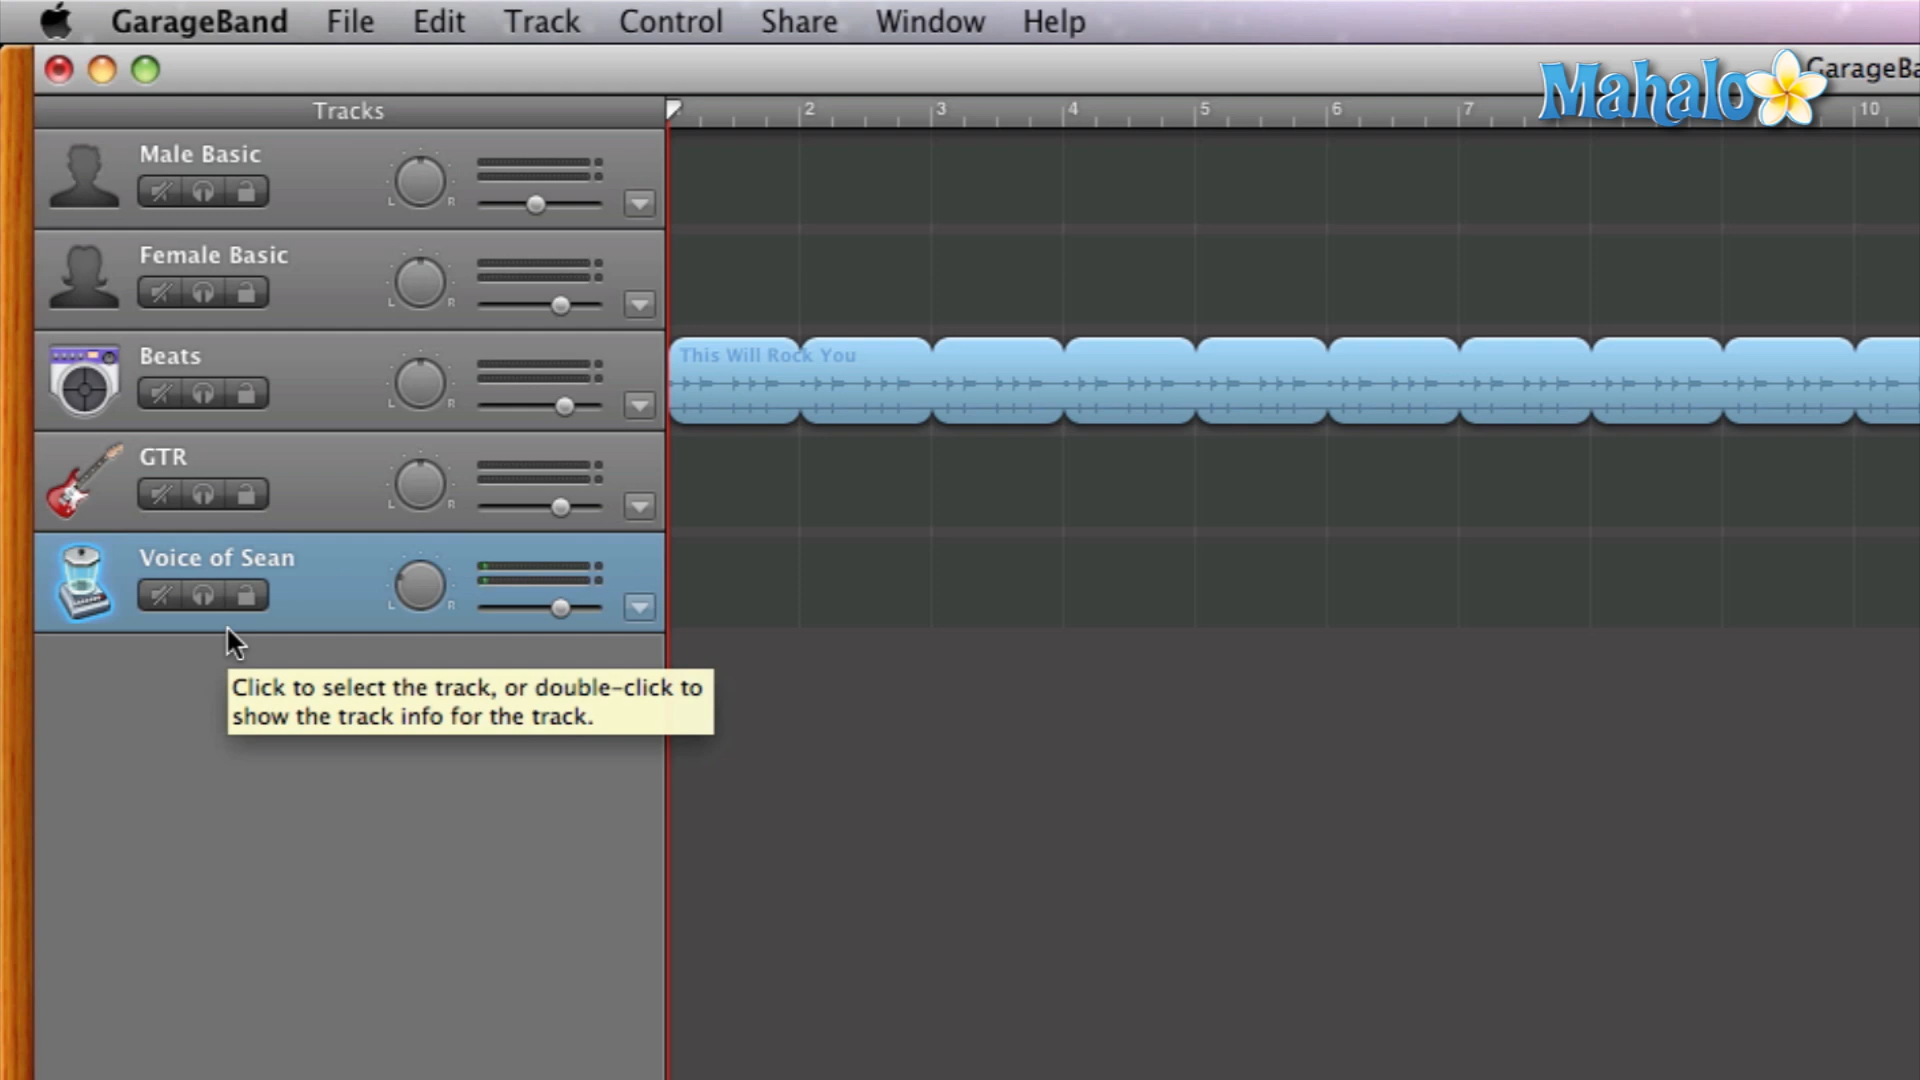 GarageBand File Edit Track Control Share Window Help
GarageBa
Mahalo
Tracks
2 3 4 5 6 7 10
Male Basic
L R
Female Basic
L R
Beats
L R
This Will Rock You
GTR
L R
Voice of Sean
L R
Click to select the track, or double-click to
show the track info for the track.